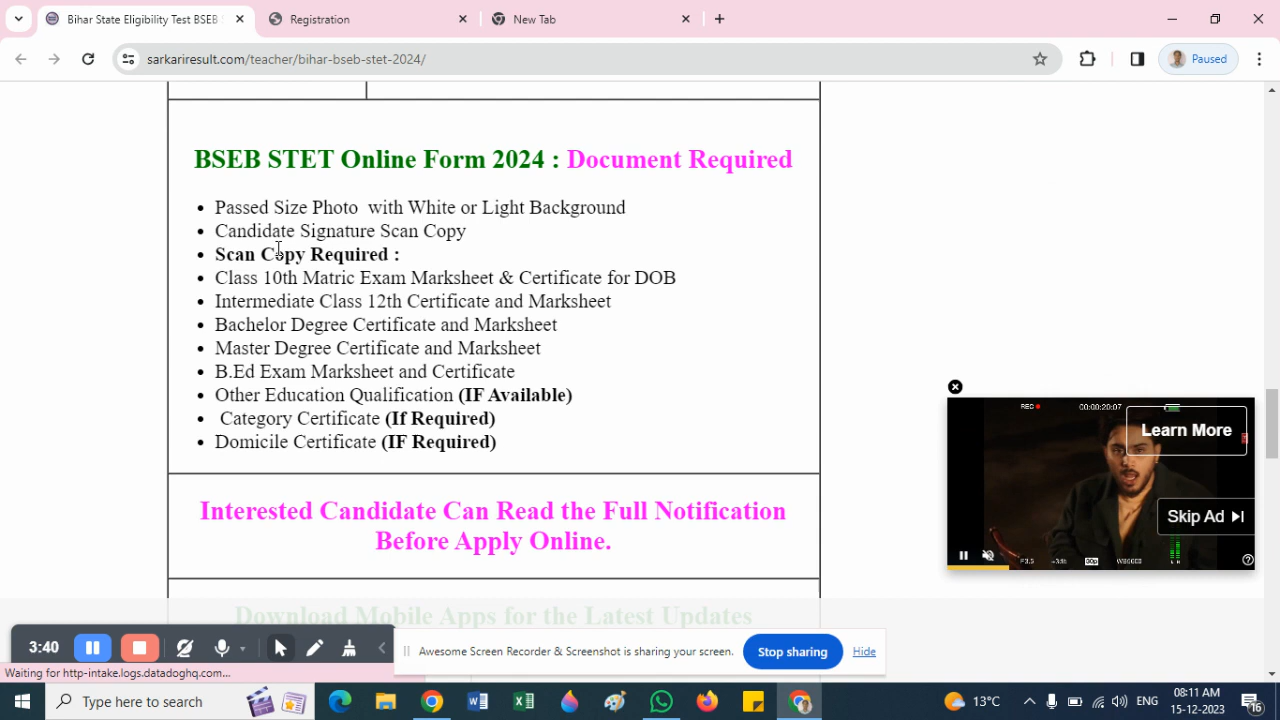 Bihar State Eligibility Test BSEB
Registration
New Tab
sarkariresult.com/teacher/bihar-bseb-stet-2024/
Paused
BSEB STET Online Form 2024 : Document Required
Passed Size Photo with White or Light Background
Candidate Signature Scan Copy
Scan Copy Required :
Class 10th Matric Exam Marksheet & Certificate for DOB
Intermediate Class 12th Certificate and Marksheet
Bachelor Degree Certificate and Marksheet
Master Degree Certificate and Marksheet
B.Ed Exam Marksheet and Certificate
Other Education Qualification (IF Available)
Category Certificate (If Required)
Domicile Certificate (IF Required)
REC 00:00:20:07
Learn More
Skip Ad
Interested Candidate Can Read the Full Notification
Before Apply Online.
Download Mobile Apps for the Latest Updates
3:40
Awesome Screen Recorder & Screenshot is sharing your screen.
Stop sharing
Hide
Waiting for http-intake.logs.datadoghq.com...
Type here to search
13°C
ENG
08:11 AM
15-12-2023
16